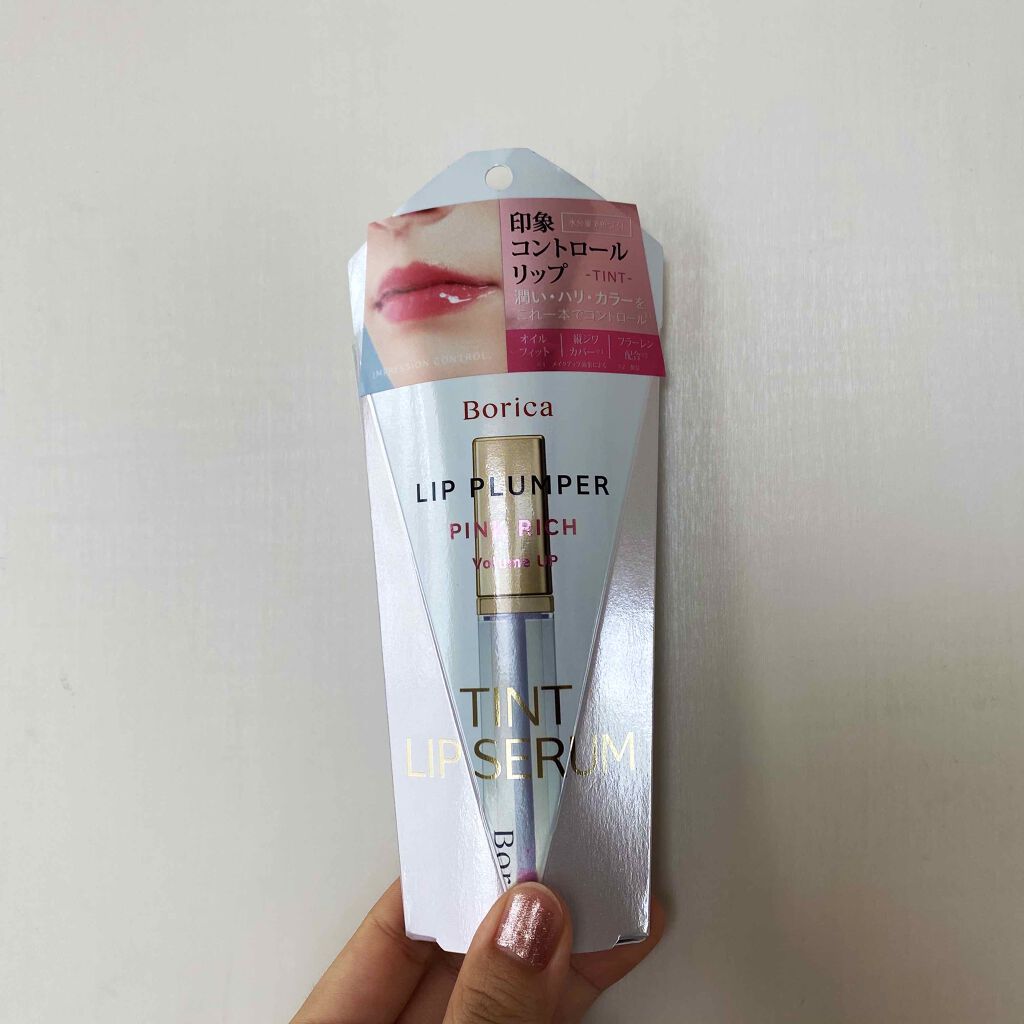 印象
コントロール
リップ -TINT-
潤い・ハリ・カラーを
これ一本でコントロール
オイル
フィット
縦ジワ
カバー
フラーレン
配合
IMPRESSION CONTROL.
Borica
LIP PLUMPER
PINK RICH
Volume UP
TINT
LIP SERUM
Bor